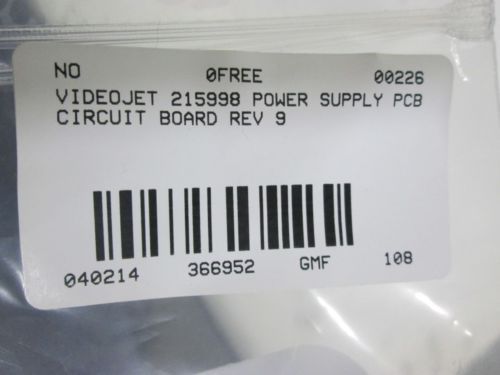 NO 0FREE 00226
VIDEOJET 215998 POWER SUPPLY PCB
CIRCUIT BOARD REV 9
040214 366952 GMF 108